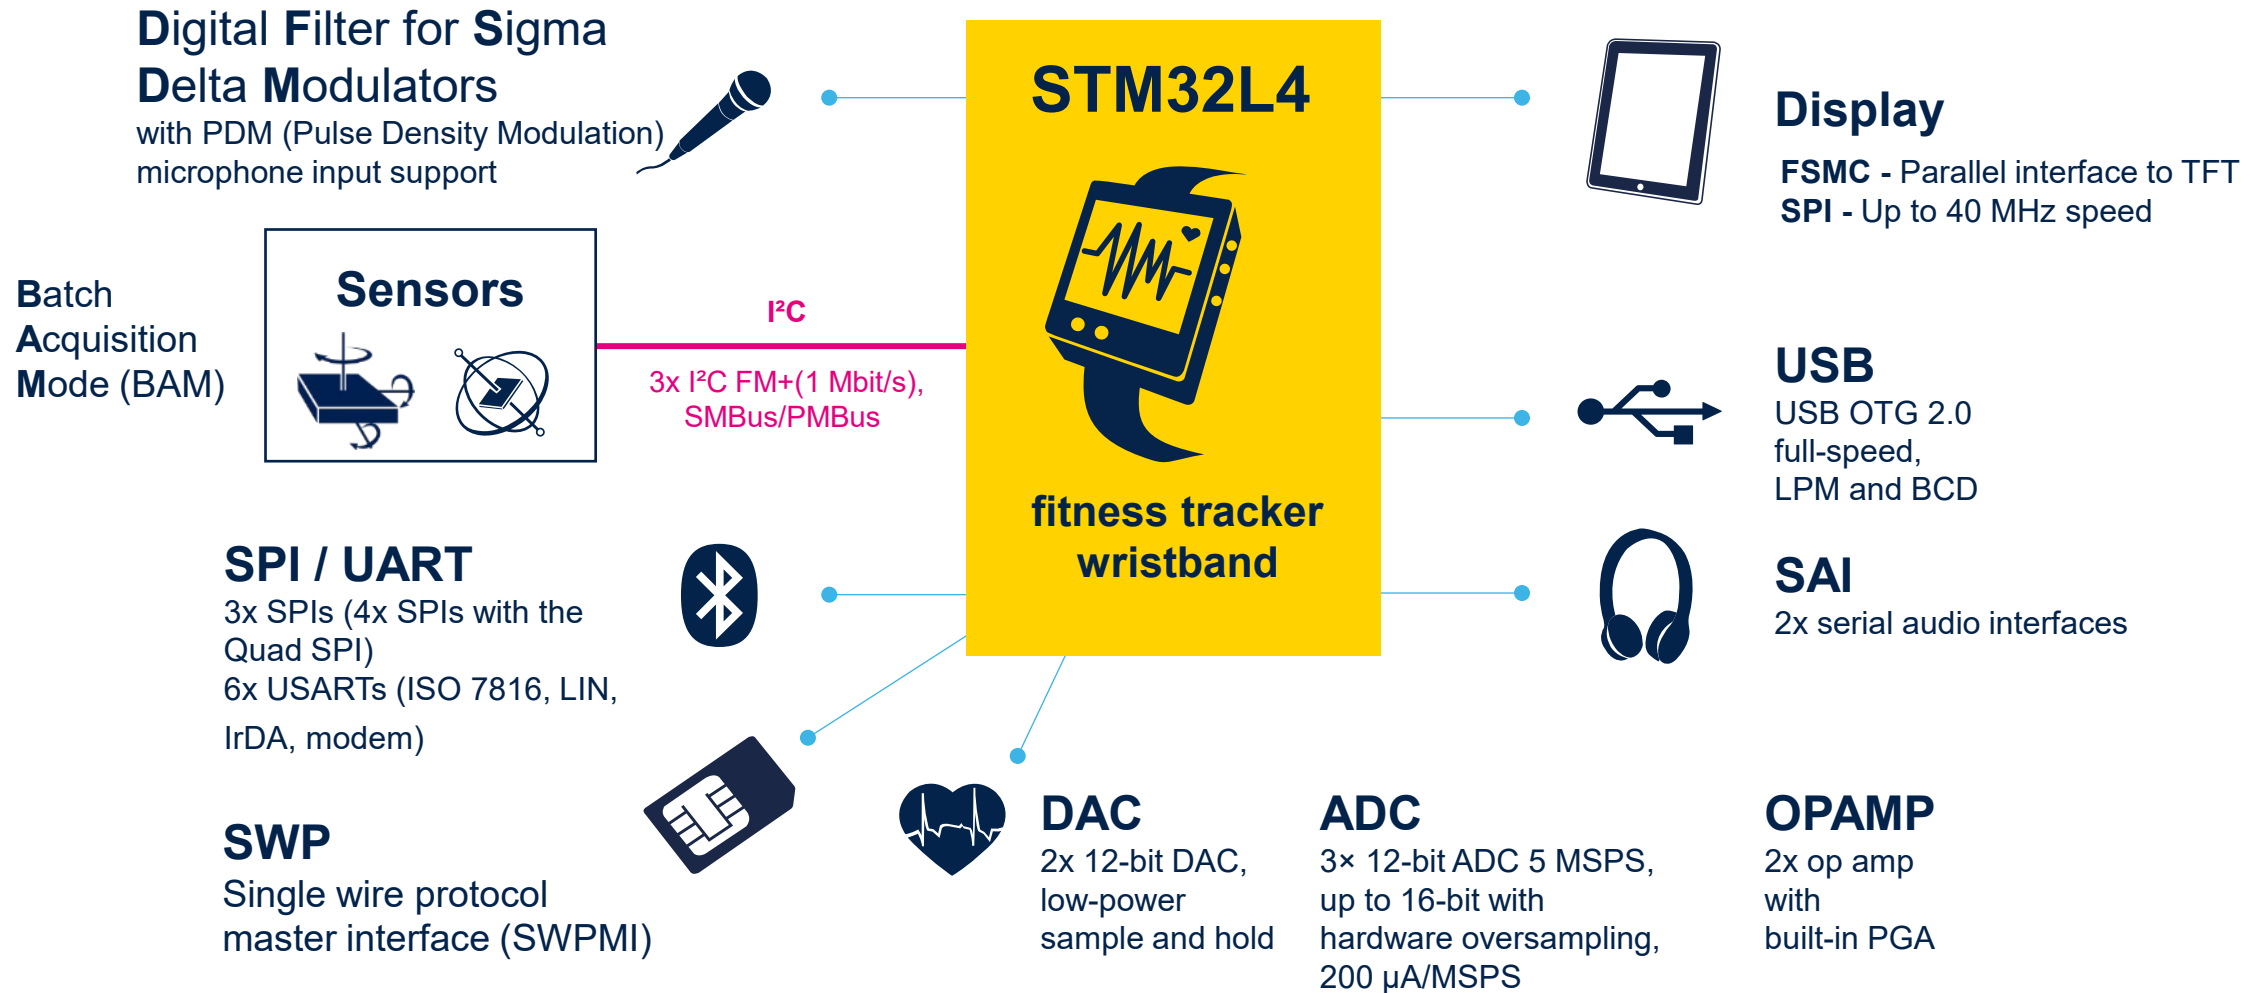 Digital Filter for Sigma
Delta Modulators
with PDM (Pulse Density Modulation)
microphone input support
Batch
Acquisition
Mode (BAM)
Sensors
I²C
3x I²C FM+(1 Mbit/s),
SMBus/PMBus
STM32L4
fitness tracker
wristband
Display
FSMC - Parallel interface to TFT
SPI - Up to 40 MHz speed
USB
USB OTG 2.0
full-speed,
LPM and BCD
SAI
2x serial audio interfaces
SPI / UART
3x SPIs (4x SPIs with the
Quad SPI)
6x USARTs (ISO 7816, LIN,
IrDA, modem)
SWP
Single wire protocol
master interface (SWPMI)
DAC
2x 12-bit DAC,
low-power
sample and hold
ADC
3× 12-bit ADC 5 MSPS,
up to 16-bit with
hardware oversampling,
200 µA/MSPS
OPAMP
2x op amp
with
built-in PGA